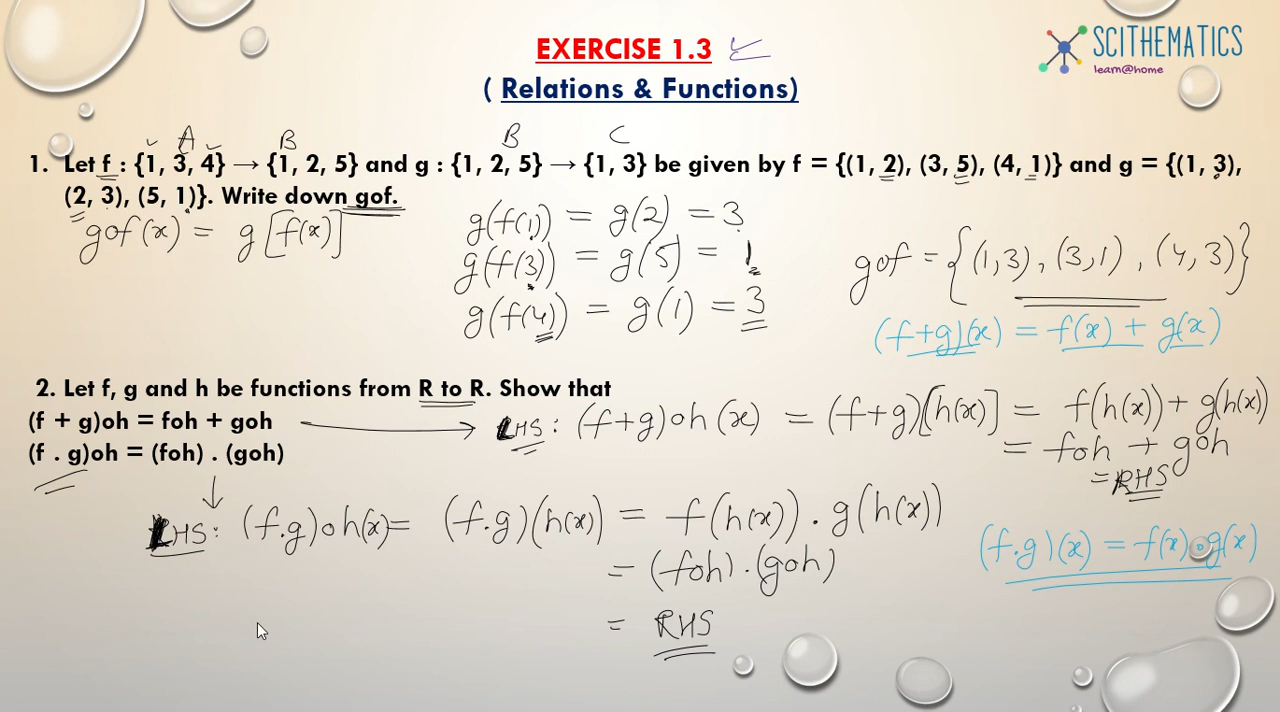 EXERCISE 1.3
SCITHEMATICS
learn@home
( Relations & Functions)
A B B C
1. Let f : {1, 3, 4} → {1, 2, 5} and g : {1, 2, 5} → {1, 3} be given by f = {(1, 2), (3, 5), (4, 1)} and g = {(1, 3),
(2, 3), (5, 1)}. Write down gof.
gof(x) = g[f(x)]
g(f(1)) = g(2) = 3
g(f(3)) = g(5) = 1
g(f(4)) = g(1) = 3
gof = {(1,3), (3,1), (4,3)}
(f+g)(x) = f(x) + g(x)
2. Let f, g and h be functions from R to R. Show that
(f + g)oh = foh + goh
LHS: (f+g)oh(x) = (f+g)[h(x)] = f(h(x)) + g(h(x))
= foh + goh
= RHS
(f . g)oh = (foh) . (goh)
LHS: (f.g)oh(x) = (f.g)(h(x)) = f(h(x)) . g(h(x))
= (foh).(goh)
= RHS
(f.g)(x) = f(x).g(x)